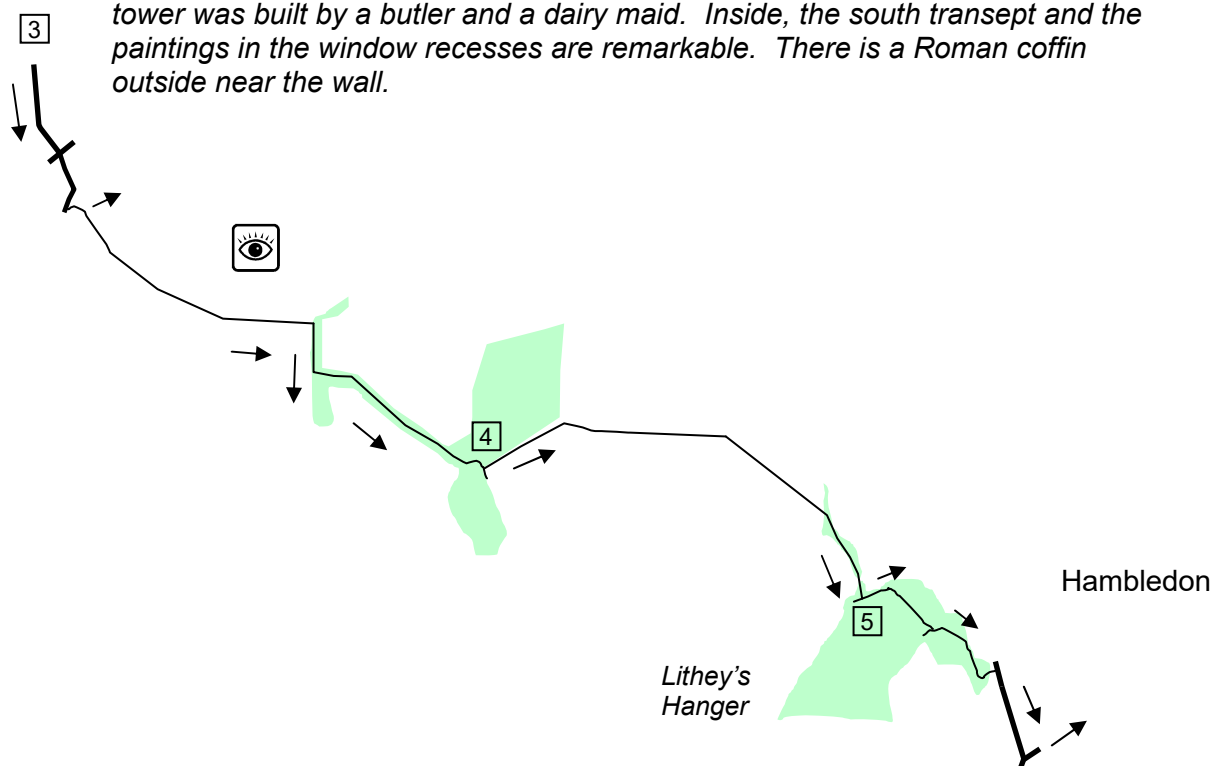 tower was built by a butler and a dairy maid.  Inside, the south transept and the
3
paintings in the window recesses are remarkable.  There is a Roman coffin
outside near the wall.
4
Hambledon
5
Lithey’s
Hanger